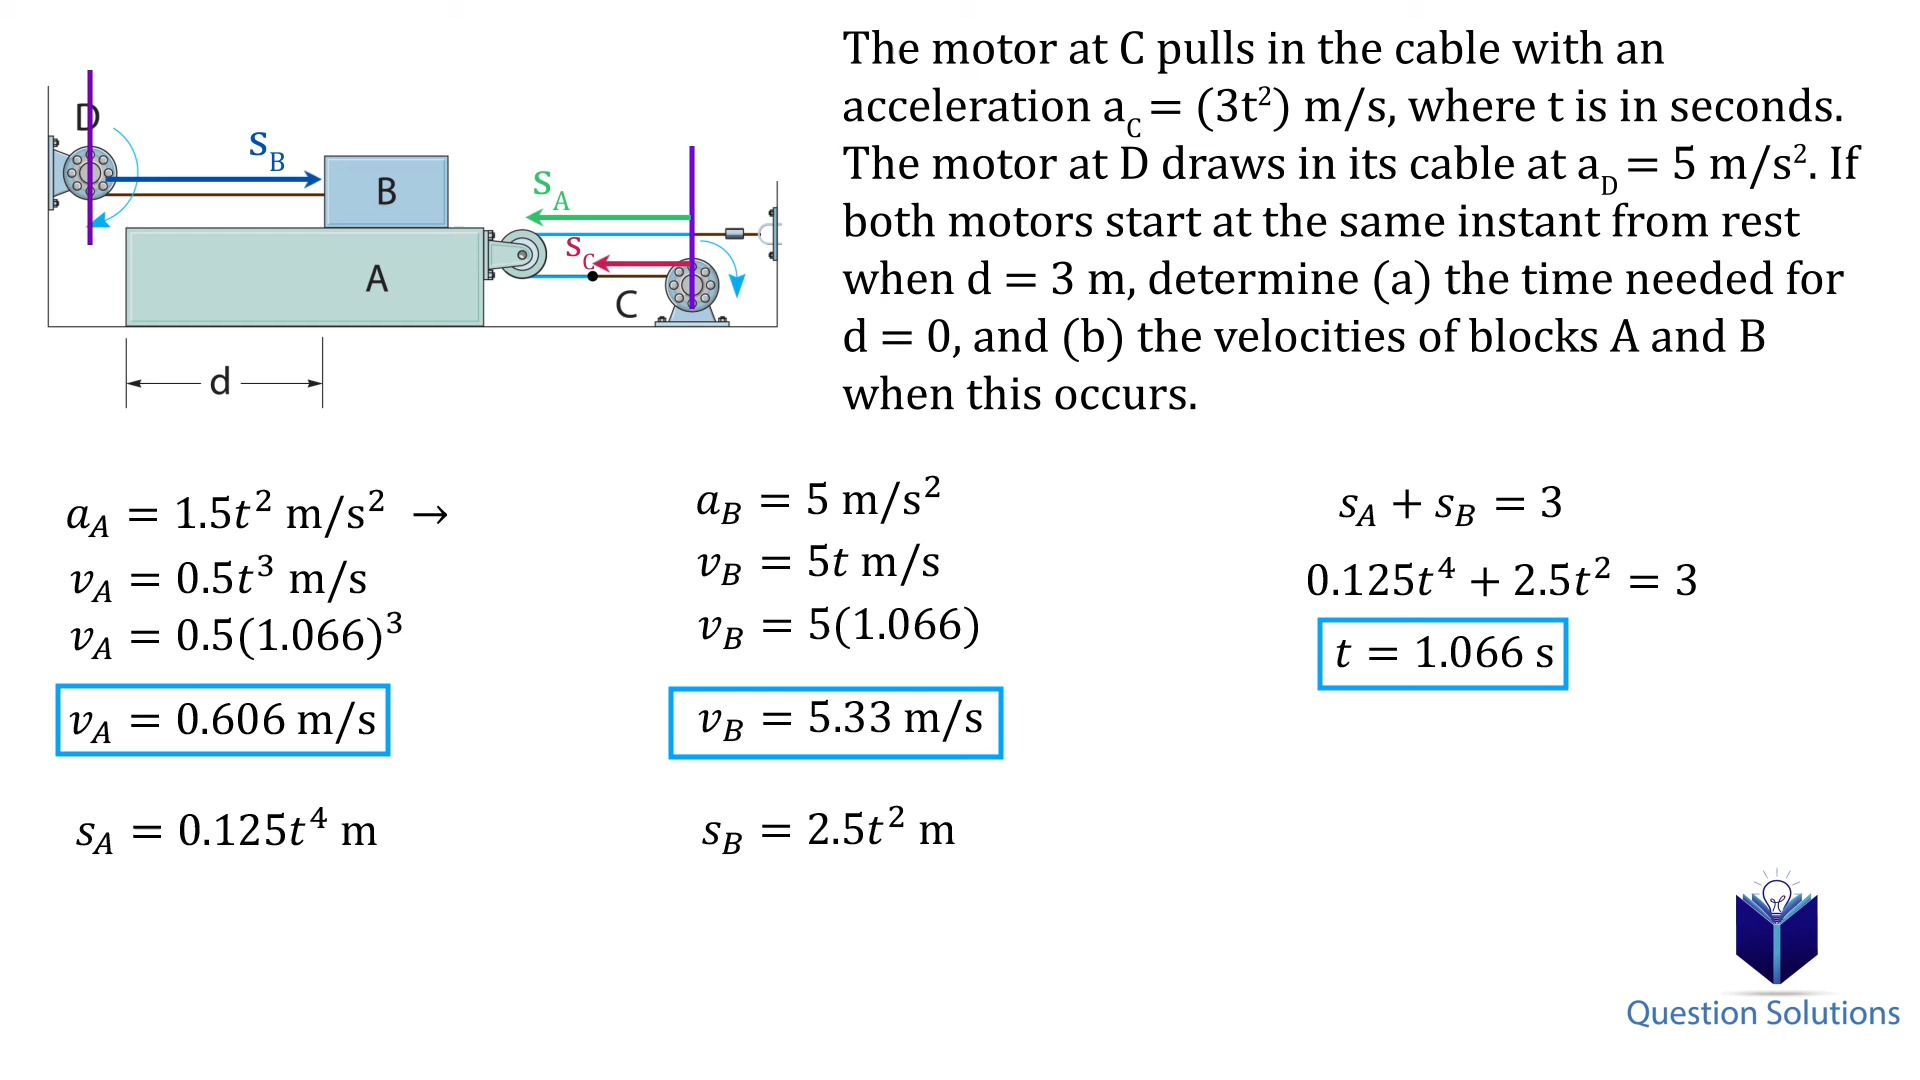 The motor at C pulls in the cable with an
acceleration a_C = (3t²) m/s, where t is in seconds.
The motor at D draws in its cable at a_D = 5 m/s². If
both motors start at the same instant from rest
when d = 3 m, determine (a) the time needed for
d = 0, and (b) the velocities of blocks A and B
when this occurs.
D
s_B
B
s_A
s_C
A
C
d
a_A = 1.5t² m/s² →
v_A = 0.5t³ m/s
v_A = 0.5(1.066)³
v_A = 0.606 m/s
s_A = 0.125t⁴ m
a_B = 5 m/s²
v_B = 5t m/s
v_B = 5(1.066)
v_B = 5.33 m/s
s_B = 2.5t² m
s_A + s_B = 3
0.125t⁴ + 2.5t² = 3
t = 1.066 s
Question Solutions